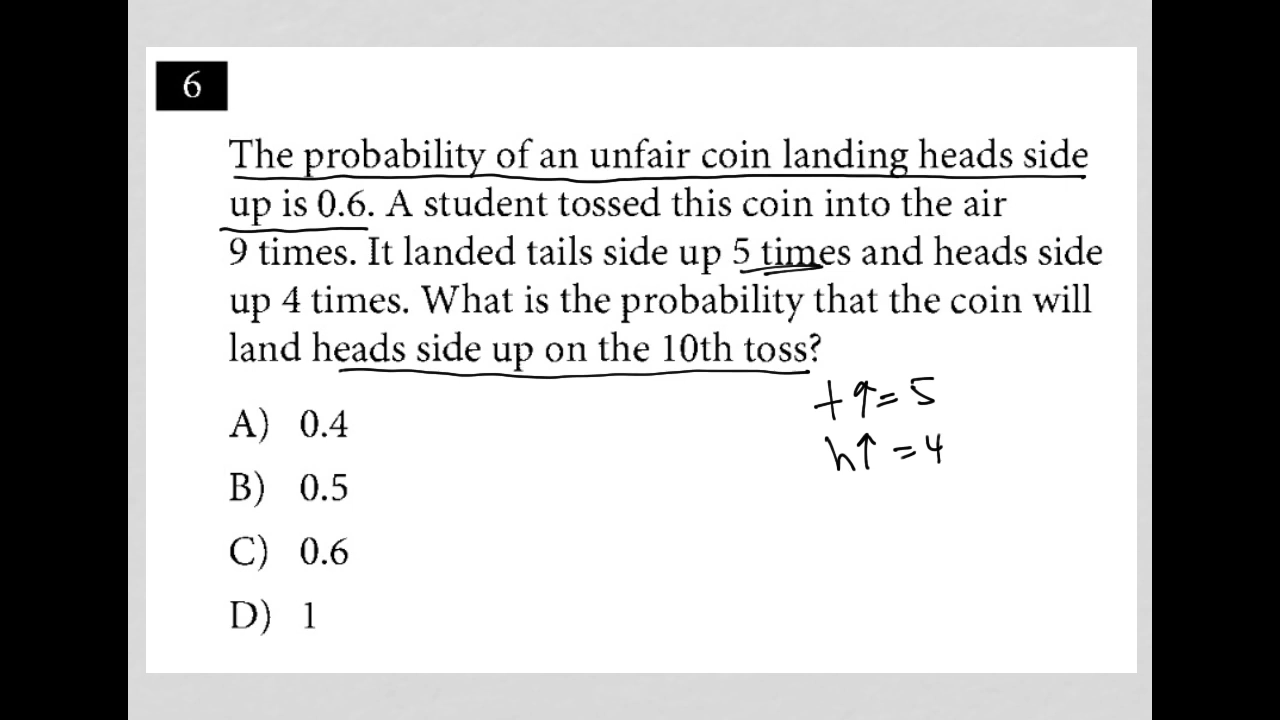 6
The probability of an unfair coin landing heads side
up is 0.6. A student tossed this coin into the air
9 times. It landed tails side up 5 times and heads side
up 4 times. What is the probability that the coin will
land heads side up on the 10th toss?
t↑=5
h↑=4
A) 0.4
B) 0.5
C) 0.6
D) 1